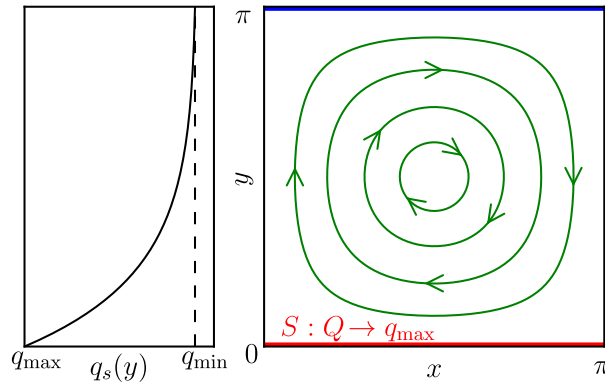 π
y
S : Q → q_max
0
q_max
q_s(y)
q_min
x
π